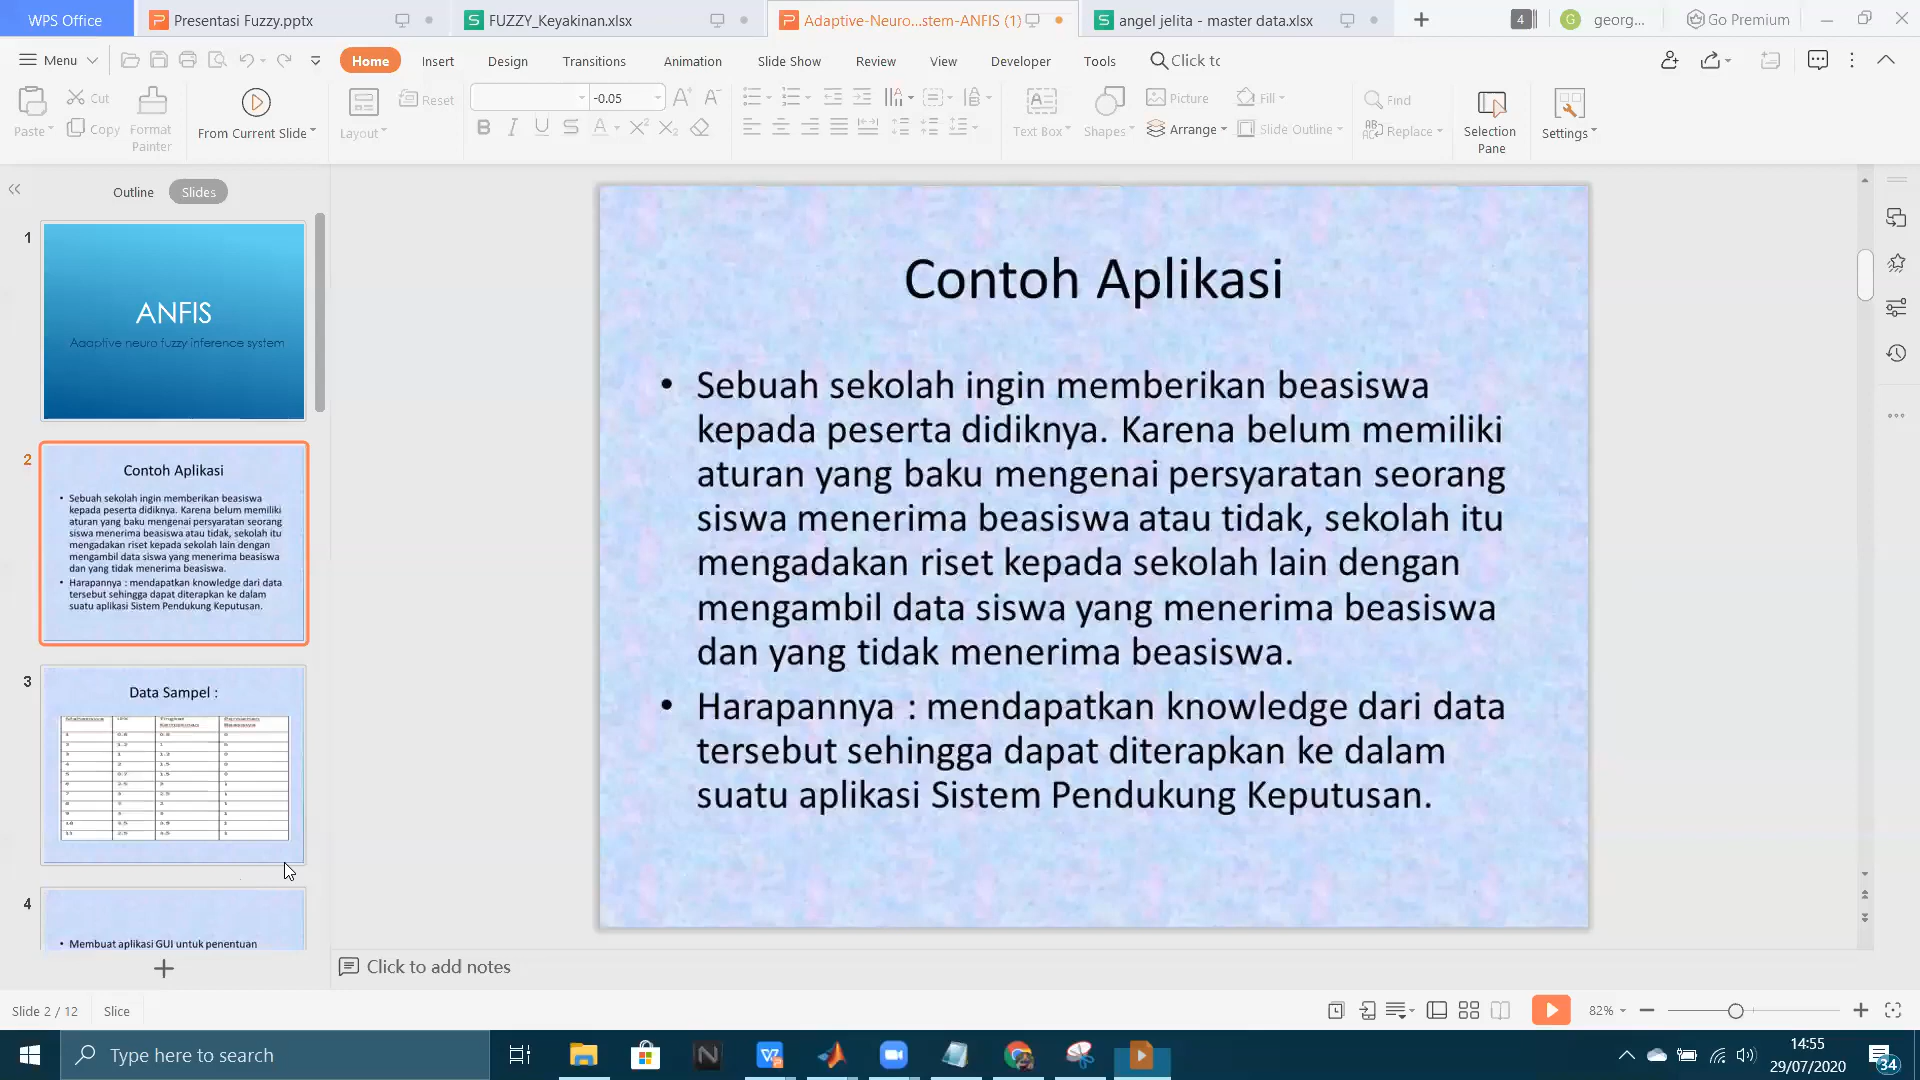 WPS Office
Presentasi Fuzzy.pptx
FUZZY_Keyakinan.xlsx
Adaptive-Neuro...stem-ANFIS (1)
angel jelita - master data.xlsx
4
G
georg...
Go Premium
Menu
Home
Insert
Design
Transitions
Animation
Slide Show
Review
View
Developer
Tools
Click to
Paste
Cut
Copy
Format
Painter
From Current Slide
Layout
Reset
-0.05
Text Box
Shapes
Picture
Arrange
Fill
Slide Outline
Find
Replace
Selection
Pane
Settings
Outline
Slides
1
ANFIS
Adaptive neuro fuzzy inference system
2
Contoh Aplikasi
• Sebuah sekolah ingin memberikan beasiswa
kepada peserta didiknya. Karena belum memiliki
aturan yang baku mengenai persyaratan seorang
siswa menerima beasiswa atau tidak, sekolah itu
mengadakan riset kepada sekolah lain dengan
mengambil data siswa yang menerima beasiswa
dan yang tidak menerima beasiswa.
• Harapannya : mendapatkan knowledge dari data
tersebut sehingga dapat diterapkan ke dalam
suatu aplikasi Sistem Pendukung Keputusan.
3
Data Sampel :
4
• Membuat aplikasi GUI untuk penentuan
Contoh Aplikasi
• Sebuah sekolah ingin memberikan beasiswa
kepada peserta didiknya. Karena belum memiliki
aturan yang baku mengenai persyaratan seorang
siswa menerima beasiswa atau tidak, sekolah itu
mengadakan riset kepada sekolah lain dengan
mengambil data siswa yang menerima beasiswa
dan yang tidak menerima beasiswa.
• Harapannya : mendapatkan knowledge dari data
tersebut sehingga dapat diterapkan ke dalam
suatu aplikasi Sistem Pendukung Keputusan.
Click to add notes
Slide 2 / 12
Slice
82%
Type here to search
14:55
29/07/2020
34